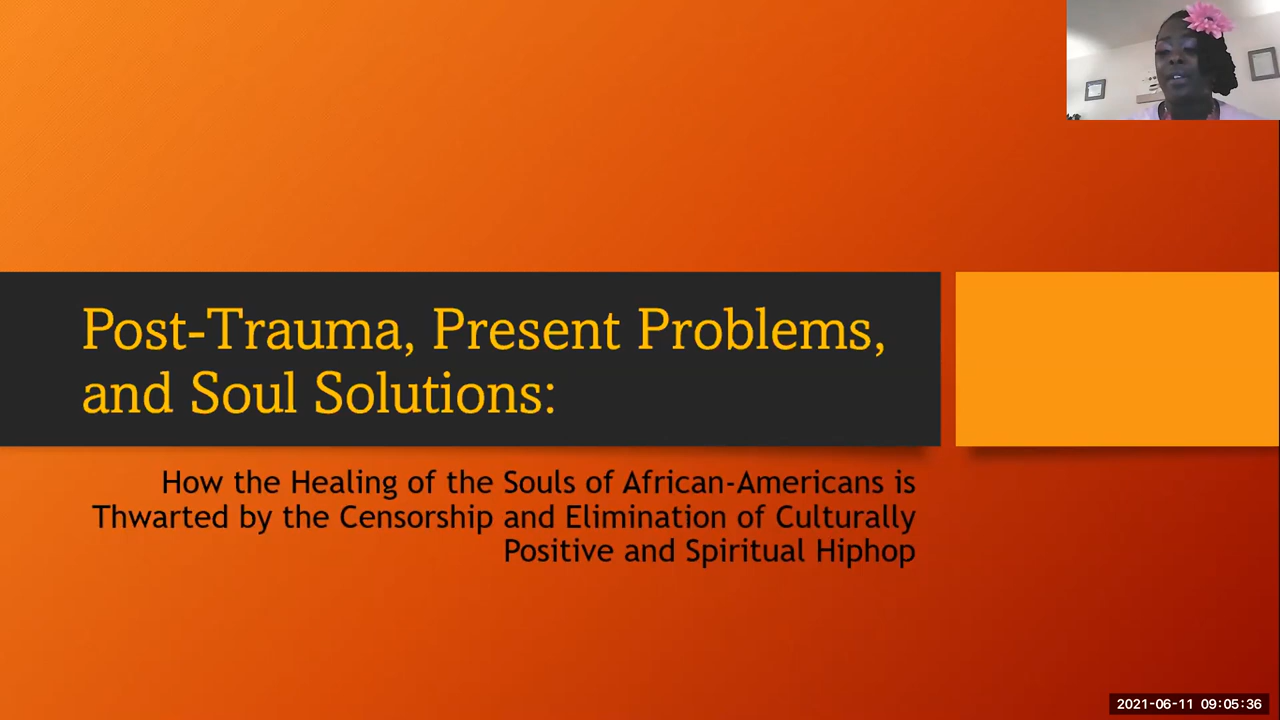 Post-Trauma, Present Problems,
and Soul Solutions:
How the Healing of the Souls of African-Americans is
Thwarted by the Censorship and Elimination of Culturally
Positive and Spiritual Hiphop
2021-06-11 09:05:36